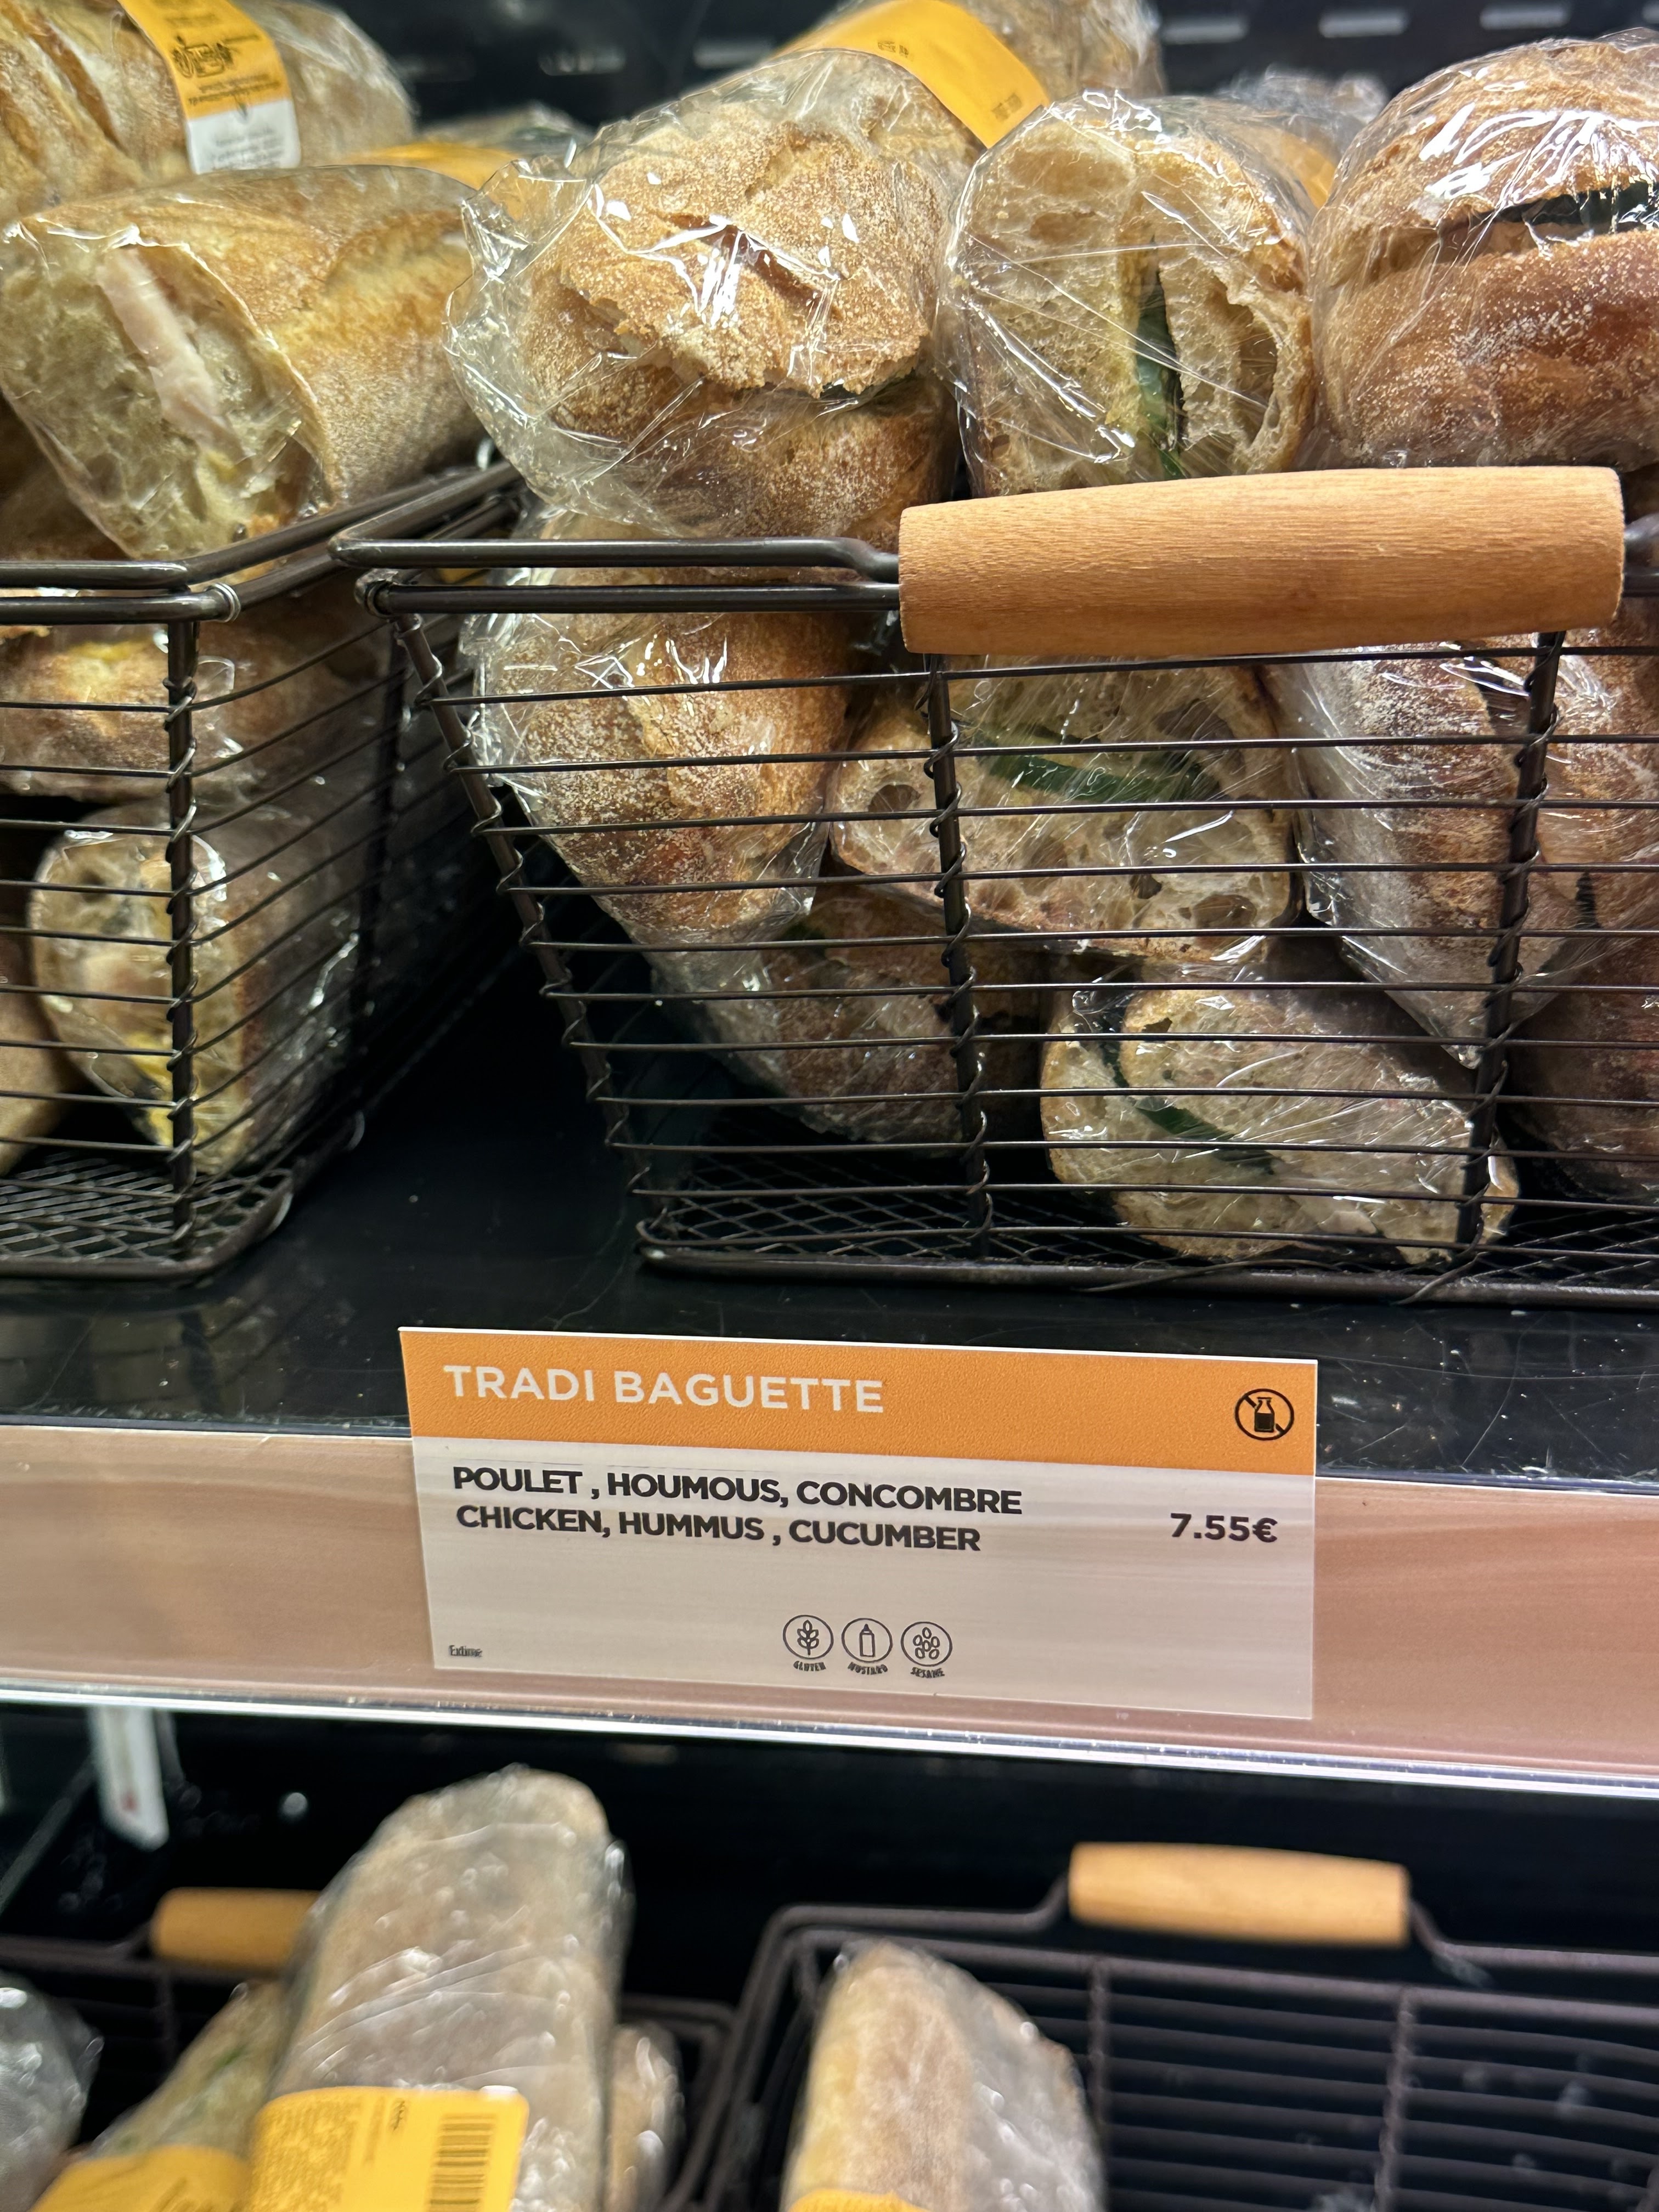 TRADI BAGUETTE
POULET , HOUMOUS, CONCOMBRE
CHICKEN, HUMMUS , CUCUMBER
7.55€
Extime
GLUTEN MUSTARD SESAME